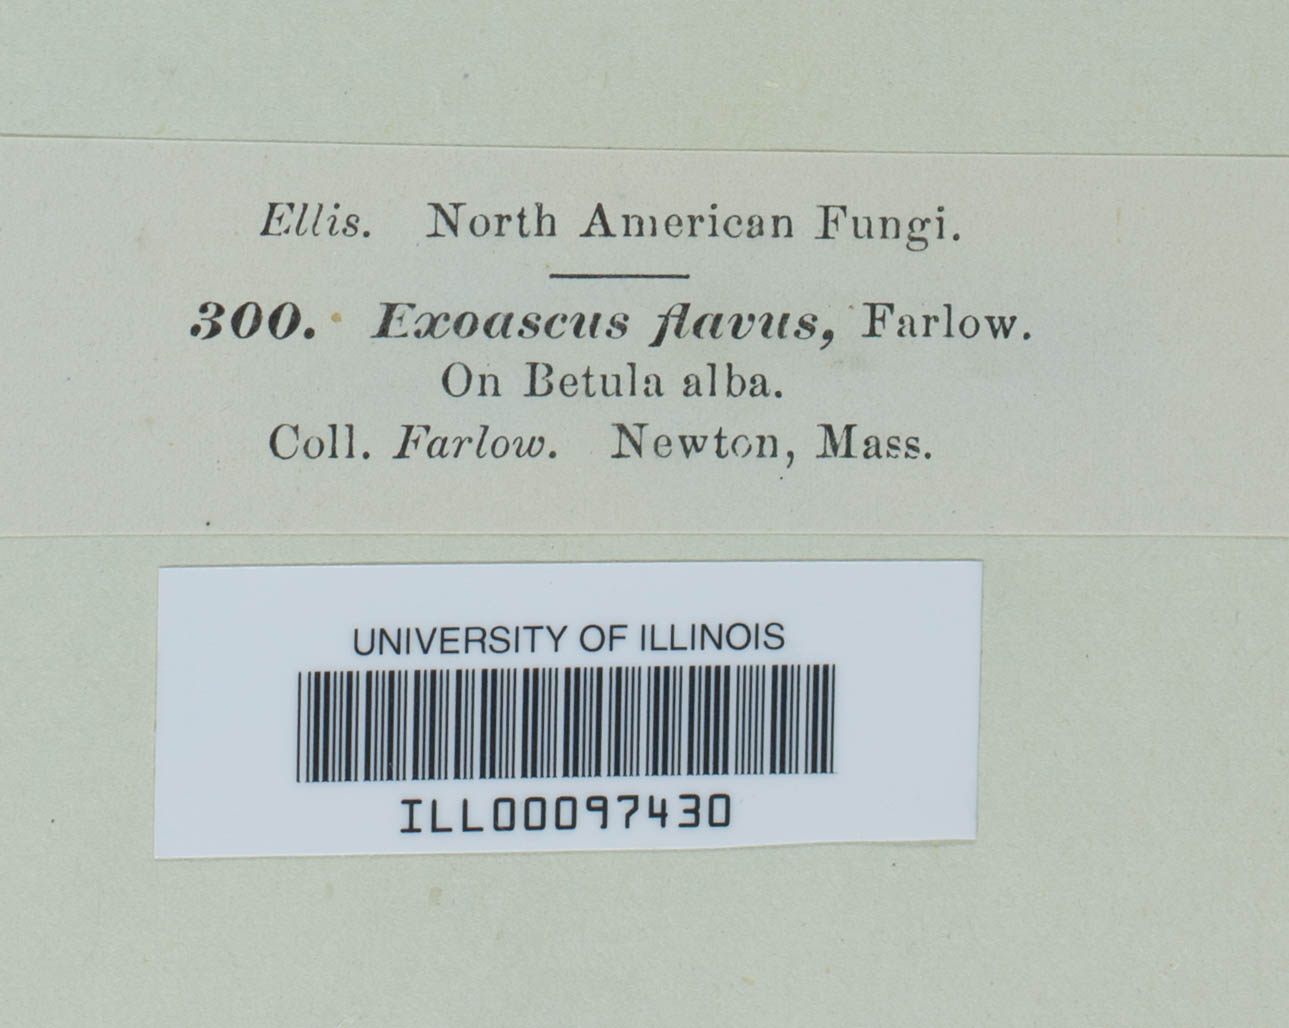 Ellis. North American Fungi.
300. Exoascus flavus, Farlow.
On Betula alba.
Coll. Farlow. Newton, Mass.
UNIVERSITY OF ILLINOIS
ILL00097430